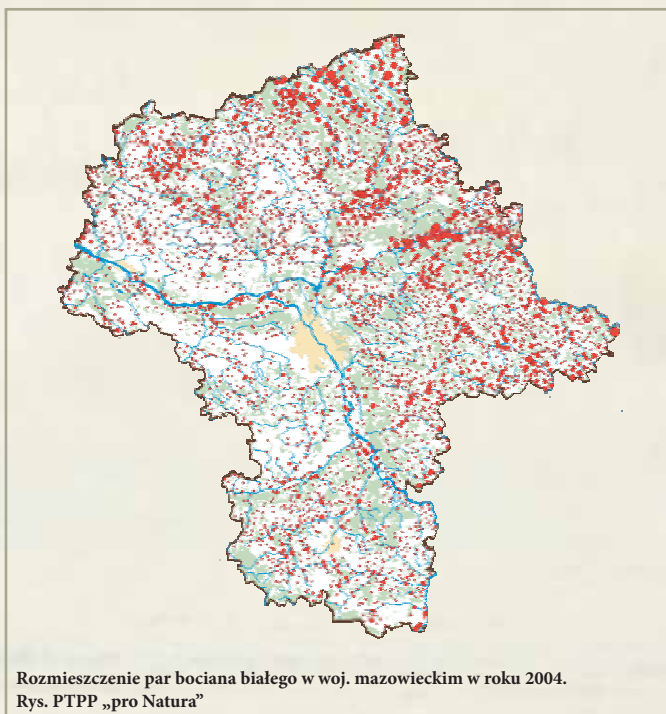 Rozmieszczenie par bociana białego w woj. mazowieckim w roku 2004.
Rys. PTPP „pro Natura”